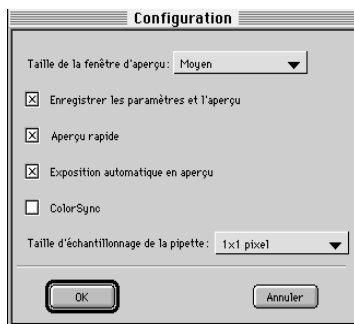 Configuration
Taille de la fenêtre d'aperçu: Moyen
Enregistrer les paramètres et l'aperçu
Aperçu rapide
Exposition automatique en aperçu
ColorSync
Taille d'échantillonnage de la pipette: 1x1 pixel
OK Annuler